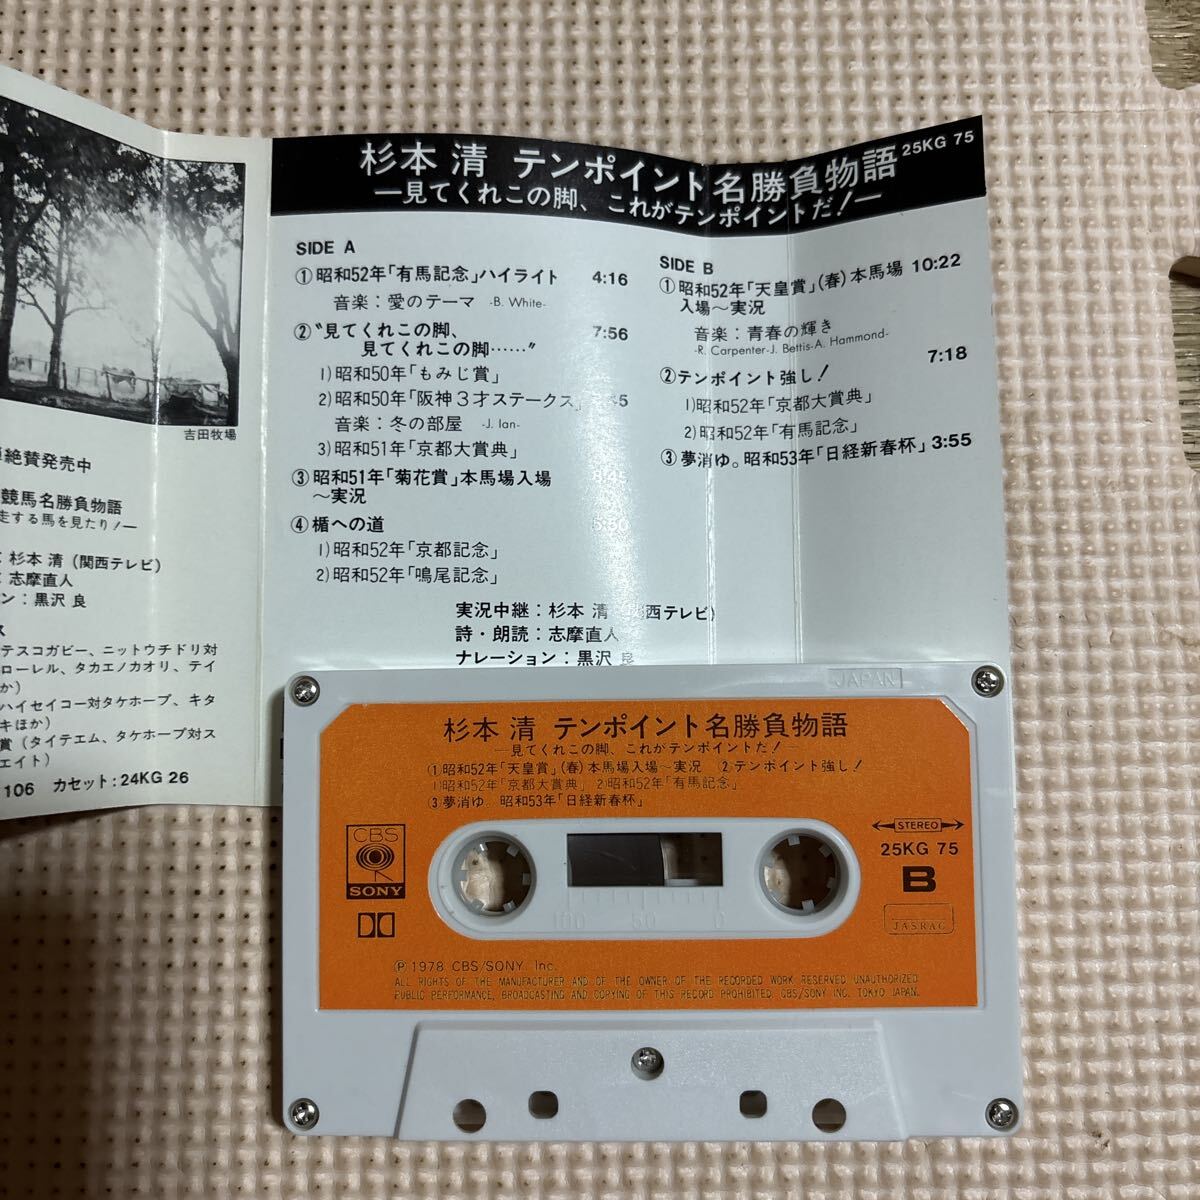 吉田牧場
絶賛発売中
競馬名勝負物語
走する馬を見たり!—
: 杉本 清 (関西テレビ)
: 志摩直人
ン: 黒沢 良
ス
テスコガビー、ニットウチドリ対
ローレル、タカエノカオリ、テイ
か)
ハイセイコー対タケホープ、キタ
キほか)
賞 (タイテエム、タケホープ対ス
エイト)
106 カセット: 24KG 26
杉本 清 テンポイント名勝負物語 25KG 75
—見てくれこの脚、これがテンポイントだ!—
SIDE A
①昭和52年「有馬記念」ハイライト 4:16
音楽: 愛のテーマ -B. White-
②〝見てくれこの脚、 7:56
見てくれこの脚……〟
1)昭和50年「もみじ賞」
2)昭和50年「阪神3才ステークス」
音楽: 冬の部屋 -J. Ian-
3)昭和51年「京都大賞典」
③昭和51年「菊花賞」本馬場入場
〜実況
④楯への道 5:50
1)昭和52年「京都記念」
2)昭和52年「鳴尾記念」
SIDE B
①昭和52年「天皇賞」(春)本馬場 10:22
入場〜実況
音楽: 青春の輝き
-R. Carpenter-J. Bettis-A. Hammond-
②テンポイント強し! 7:18
1)昭和52年「京都大賞典」
2)昭和52年「有馬記念」
③夢消ゆ。昭和53年「日経新春杯」 3:55
実況中継: 杉本 清 西テレビ)
詩・朗読: 志摩直人
ナレーション: 黒沢 良
JAPAN
杉本 清 テンポイント名勝負物語
—見てくれこの脚、これがテンポイントだ!—
①昭和52年「天皇賞」(春)本馬場入場〜実況 ②テンポイント強し!
1)昭和52年「京都大賞典」 2)昭和52年「有馬記念」
③夢消ゆ。昭和53年「日経新春杯」
CBS
SONY
STEREO
25KG 75
B
JASRAC
100 50 0
Ⓟ1978 CBS/SONY Inc.
ALL RIGHTS OF THE MANUFACTURER AND OF THE OWNER OF THE RECORDED WORK RESERVED UNAUTHORIZED
PUBLIC PERFORMANCE, BROADCASTING AND COPYING OF THIS RECORD PROHIBITED. CBS/SONY INC. TOKYO JAPAN.